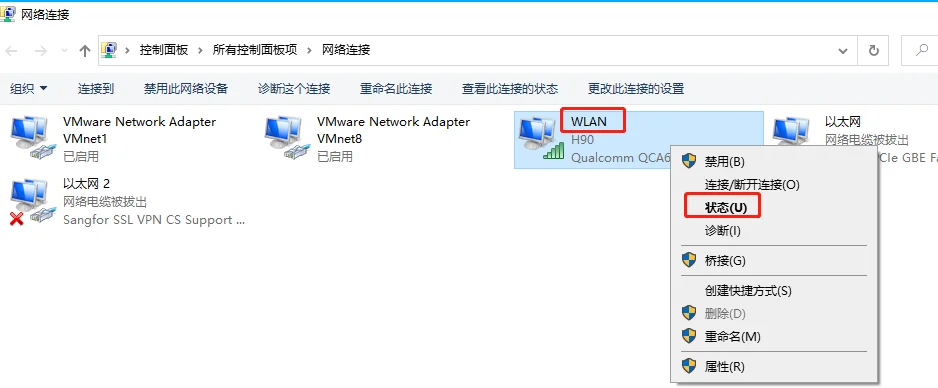 网络连接
控制面板 > 所有控制面板项 > 网络连接
组织 连接到 禁用此网络设备 诊断这个连接 重命名此连接 查看此连接的状态 更改此连接的设置
VMware Network Adapter
VMnet1
已启用
VMware Network Adapter
VMnet8
已启用
WLAN
H90
Qualcomm QCA6
以太网
网络电缆被拔出
CIe GBE Fa
以太网 2
网络电缆被拔出
Sangfor SSL VPN CS Support ...
禁用(B)
连接/断开连接(O)
状态(U)
诊断(I)
桥接(G)
创建快捷方式(S)
删除(D)
重命名(M)
属性(R)